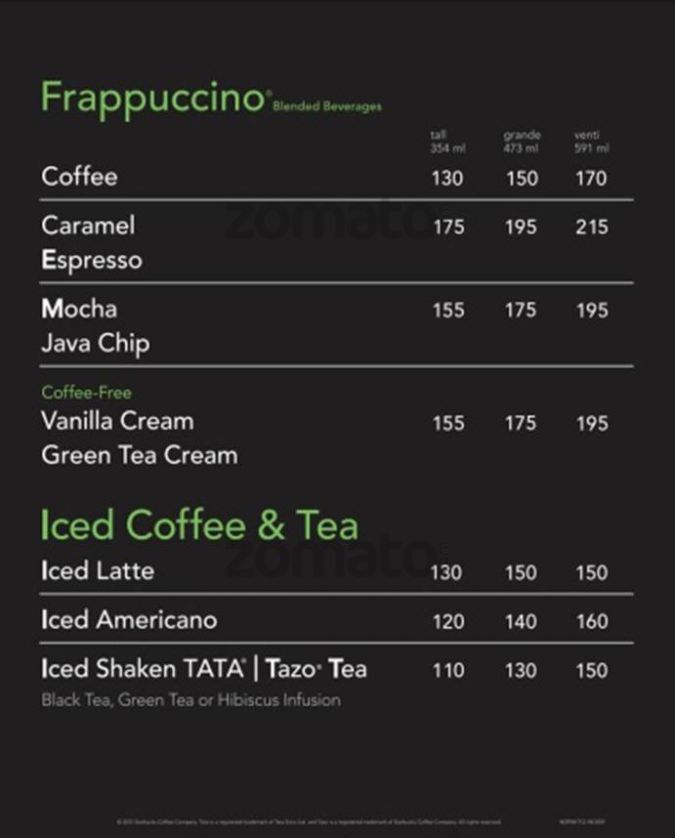 Frappuccino® Blended Beverages
tall grande venti
354 ml 473 ml 591 ml
Coffee 130 150 170
zomato
Caramel 175 195 215
Espresso
Mocha 155 175 195
Java Chip
Coffee-Free
Vanilla Cream 155 175 195
Green Tea Cream
Iced Coffee & Tea
zomato
Iced Latte 130 150 150
Iced Americano 120 140 160
Iced Shaken TATA® | Tazo® Tea 110 130 150
Black Tea, Green Tea or Hibiscus Infusion